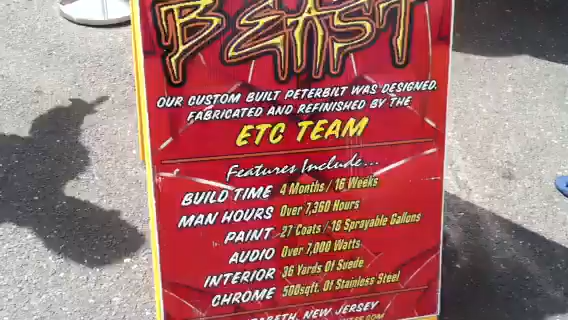 BEAST
OUR CUSTOM BUILT PETERBILT WAS DESIGNED,
FABRICATED AND REFINISHED BY THE
ETC TEAM
Features Include...
BUILD TIME 4 Months / 16 Weeks
MAN HOURS Over 7,360 Hours
PAINT 27 Coats / 18 Sprayable Gallons
AUDIO Over 7,000 Watts
INTERIOR 36 Yards Of Suede
CHROME 500sqft. Of Stainless Steel
NEW JERSEY